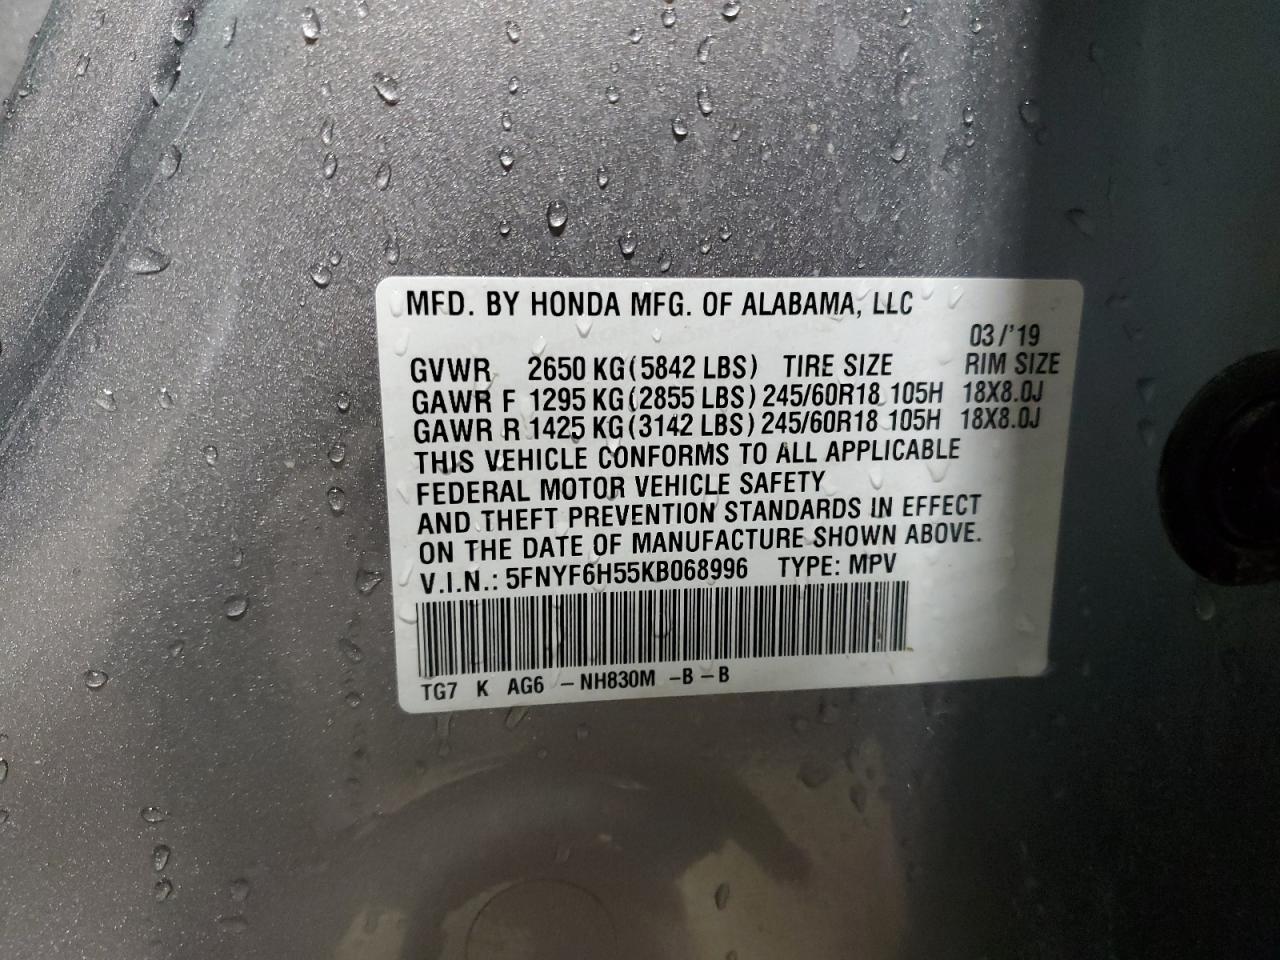 MFD. BY HONDA MFG. OF ALABAMA, LLC
03/'19
GVWR 2650 KG (5842 LBS) TIRE SIZE RIM SIZE
GAWR F 1295 KG (2855 LBS) 245/60R18 105H 18X8.0J
GAWR R 1425 KG (3142 LBS) 245/60R18 105H 18X8.0J
THIS VEHICLE CONFORMS TO ALL APPLICABLE
FEDERAL MOTOR VEHICLE SAFETY
AND THEFT PREVENTION STANDARDS IN EFFECT
ON THE DATE OF MANUFACTURE SHOWN ABOVE.
V.I.N.: 5FNYF6H55KB068996 TYPE: MPV
TG7 K AG6 -NH830M -B-B